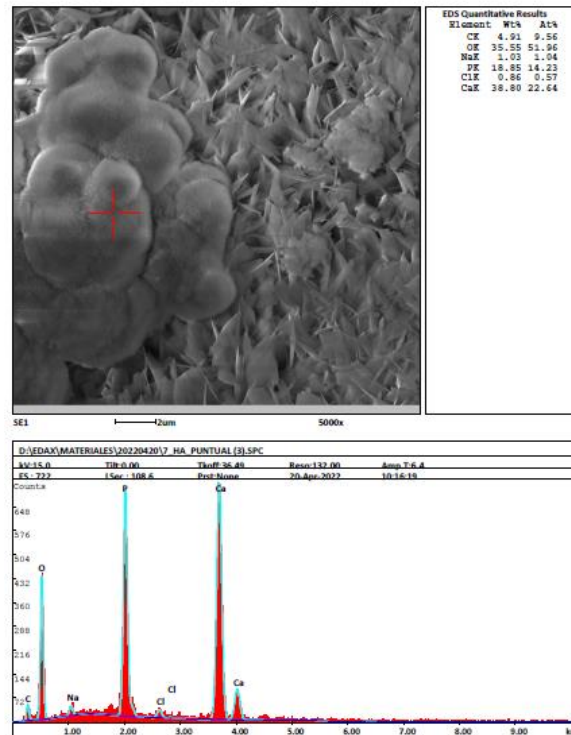 EDS Quantitative Results
Element Wt% At%
CK 4.91 9.56
OK 35.55 51.96
NaK 1.03 1.04
PK 18.85 14.23
ClK 0.86 0.57
CaK 38.80 22.64
SE1 2um 5000x
D:\EDAX\MATERIALES\20220420\7_HA_PUNTUAL (3).SPC
kV:15.0 Tilt:0.00 Tkoff:36.49 Reso:132.00 Amp.T:6.4
FS : 722 LSec : 108.6 Prst:None 20-Apr-2022 10:16:19
Counts
P Ca
648
576
504
O
432
360
288
216
144
Cl Ca
72
C Na Cl
1.00 2.00 3.00 4.00 5.00 6.00 7.00 8.00 9.00